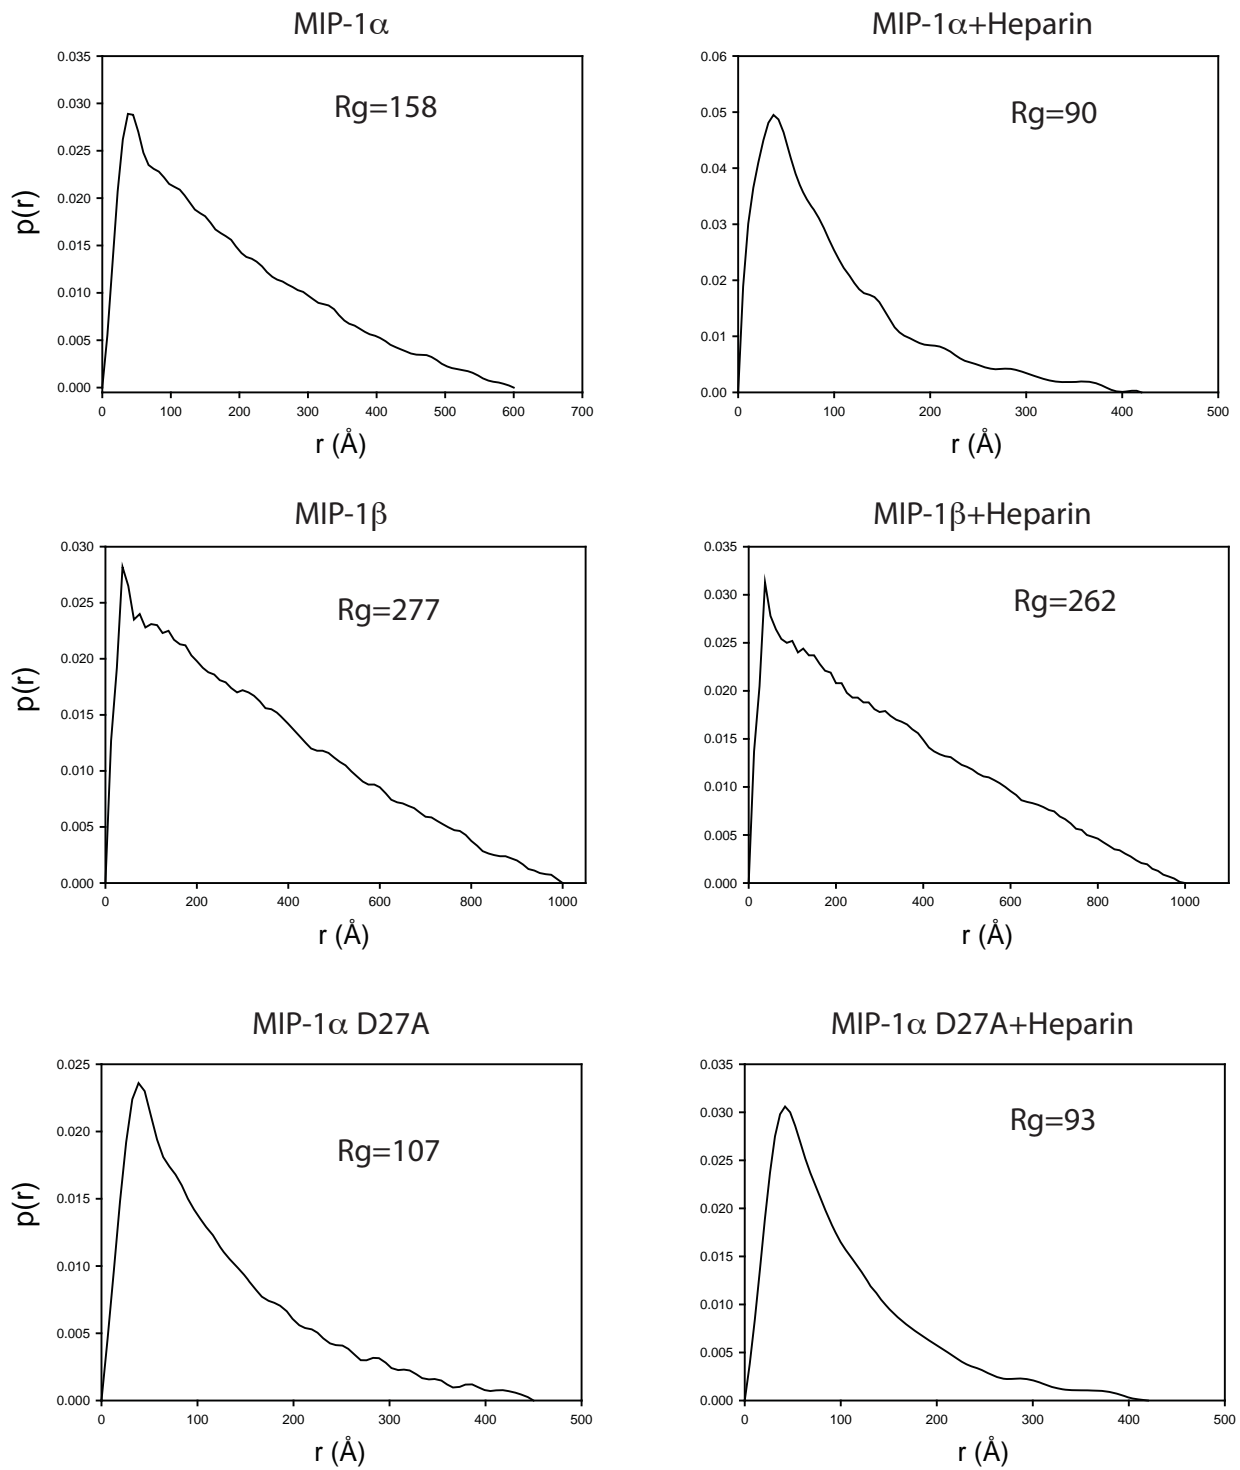 MIP-1α
0.035
0.030
0.025
0.020
0.015
0.010
0.005
0.000
p(r)
Rg=158
0 100 200 300 400 500 600 700
r (Å)
MIP-1α+Heparin
0.06
0.05
0.04
0.03
0.02
0.01
0.00
Rg=90
0 100 200 300 400 500
r (Å)
MIP-1β
0.030
0.025
0.020
0.015
0.010
0.005
0.000
p(r)
Rg=277
0 200 400 600 800 1000
r (Å)
MIP-1β+Heparin
0.035
0.030
0.025
0.020
0.015
0.010
0.005
0.000
Rg=262
0 200 400 600 800 1000
r (Å)
MIP-1α D27A
0.025
0.020
0.015
0.010
0.005
0.000
p(r)
Rg=107
0 100 200 300 400 500
r (Å)
MIP-1α D27A+Heparin
0.035
0.030
0.025
0.020
0.015
0.010
0.005
0.000
Rg=93
0 100 200 300 400 500
r (Å)